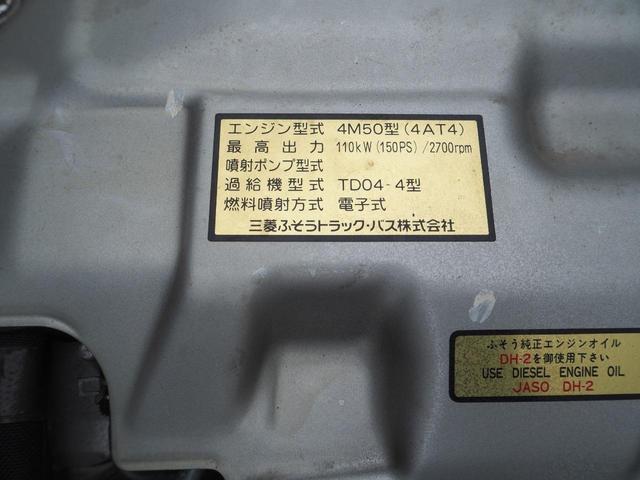 エンジン型式 4M50型(4AT4)
最高出力 110kW(150PS)/2700rpm
噴射ポンプ型式
過給機型式 TD04-4型
燃料噴射方式 電子式
三菱ふそうトラック・バス株式会社
ふそう純正エンジンオイル
DH-2を御使用下さい
USE DIESEL ENGINE OIL
JASO DH-2